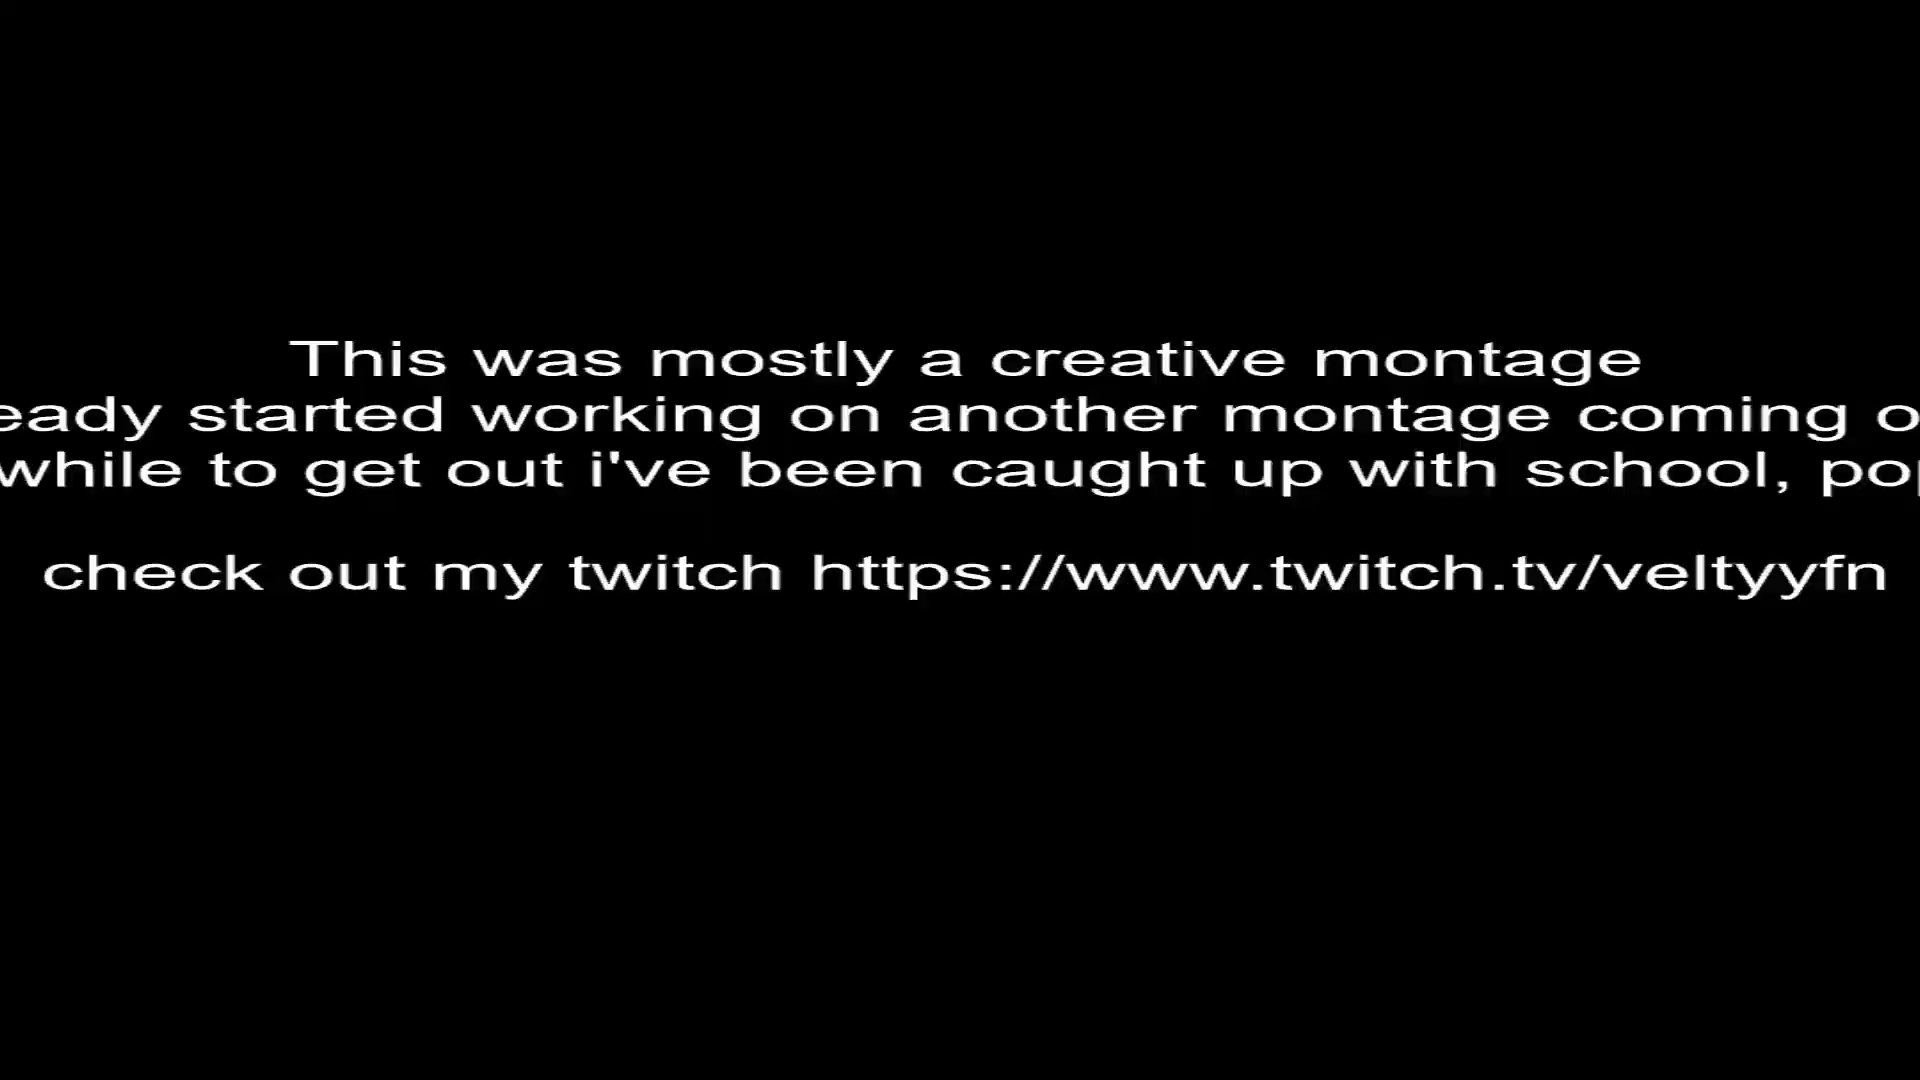 This was mostly a creative montage
eady started working on another montage coming o
while to get out i've been caught up with school, pop
check out my twitch https://www.twitch.tv/veltyyfn